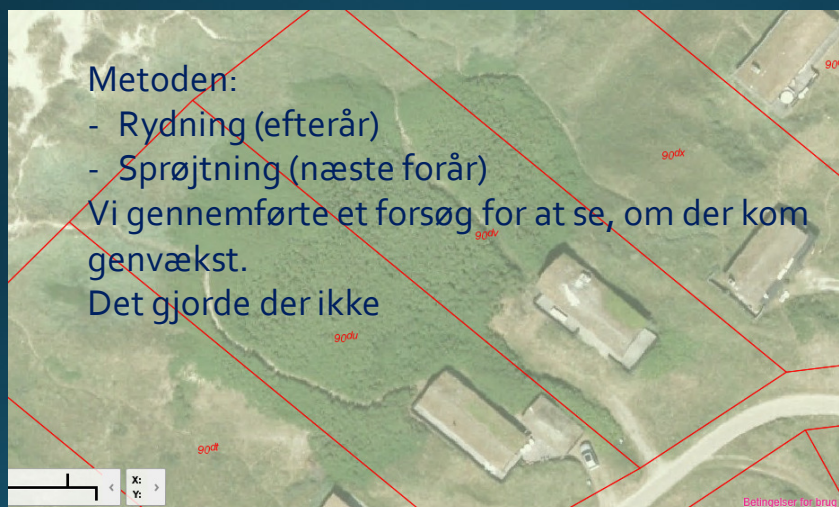 Metoden:
- Rydning (efterår)
- Sprøjtning (næste forår)
Vi gennemførte et forsøg for at se, om der kom
genvækst.
Det gjorde der ikke
90dx
90dv
90du
90dt
X:
Y:
Betingelser for brug